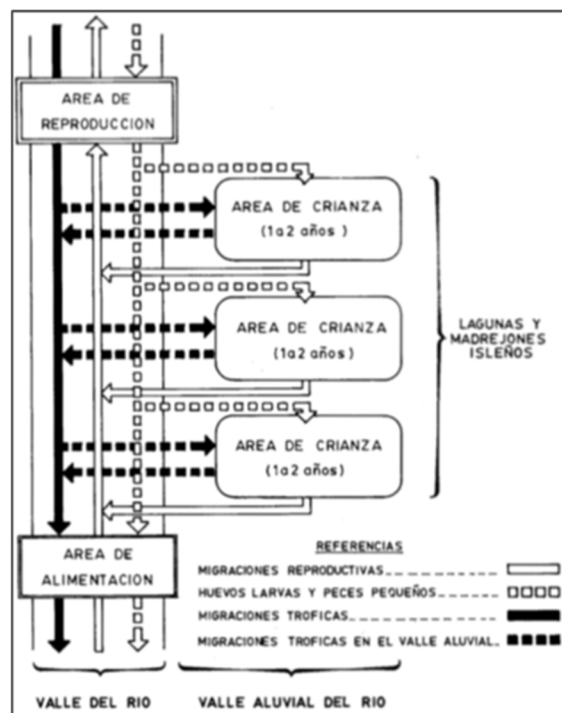 AREA DE
REPRODUCCION
AREA DE CRIANZA
(1a2 años)
AREA DE CRIANZA
(1a2 años)
AREA DE CRIANZA
(1a2 años)
LAGUNAS Y
MADREJONES
ISLEÑOS
AREA DE
ALIMENTACION
REFERENCIAS
MIGRACIONES REPRODUCTIVAS
HUEVOS LARVAS Y PECES PEQUEÑOS
MIGRACIONES TROFICAS
MIGRACIONES TROFICAS EN EL VALLE ALUVIAL
VALLE DEL RIO
VALLE ALUVIAL DEL RIO